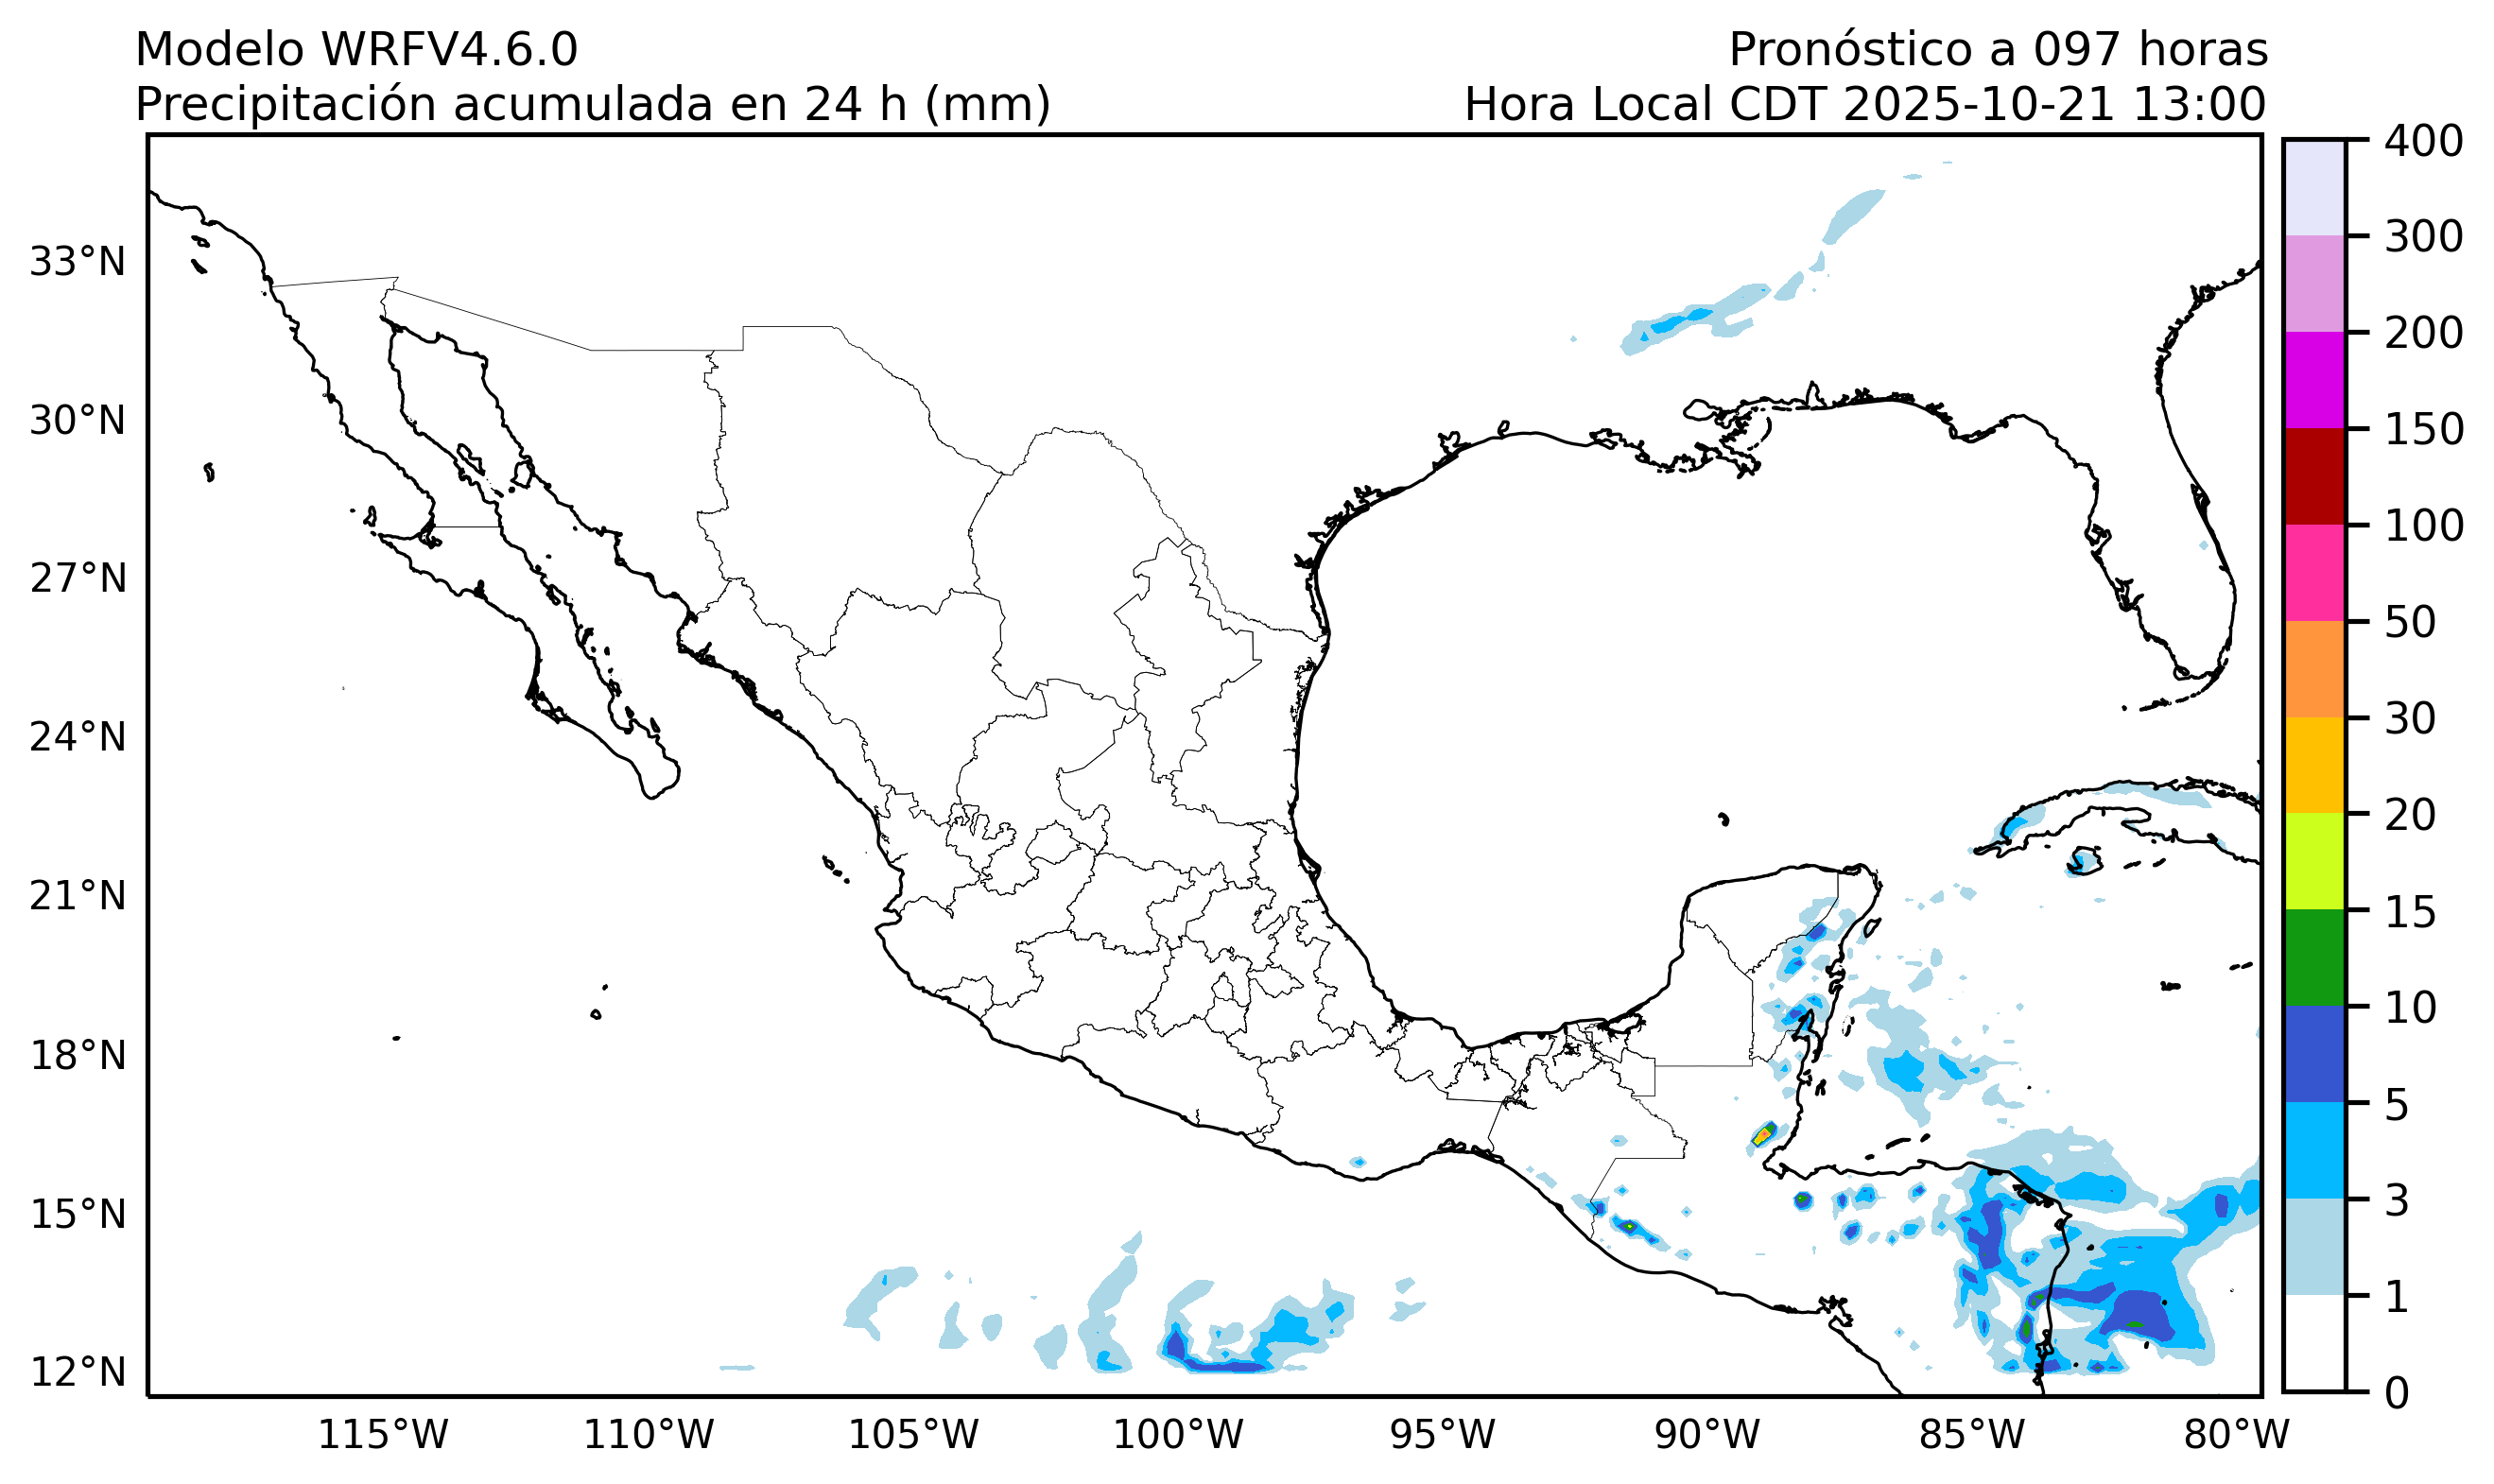 Modelo WRFV4.6.0
Pronóstico a 097 horas
Precipitación acumulada en 24 h (mm)
Hora Local CDT 2025-10-21 13:00
33°N
30°N
27°N
24°N
21°N
18°N
15°N
12°N
115°W
110°W
105°W
100°W
95°W
90°W
85°W
80°W
400
300
200
150
100
50
30
20
15
10
5
3
1
0